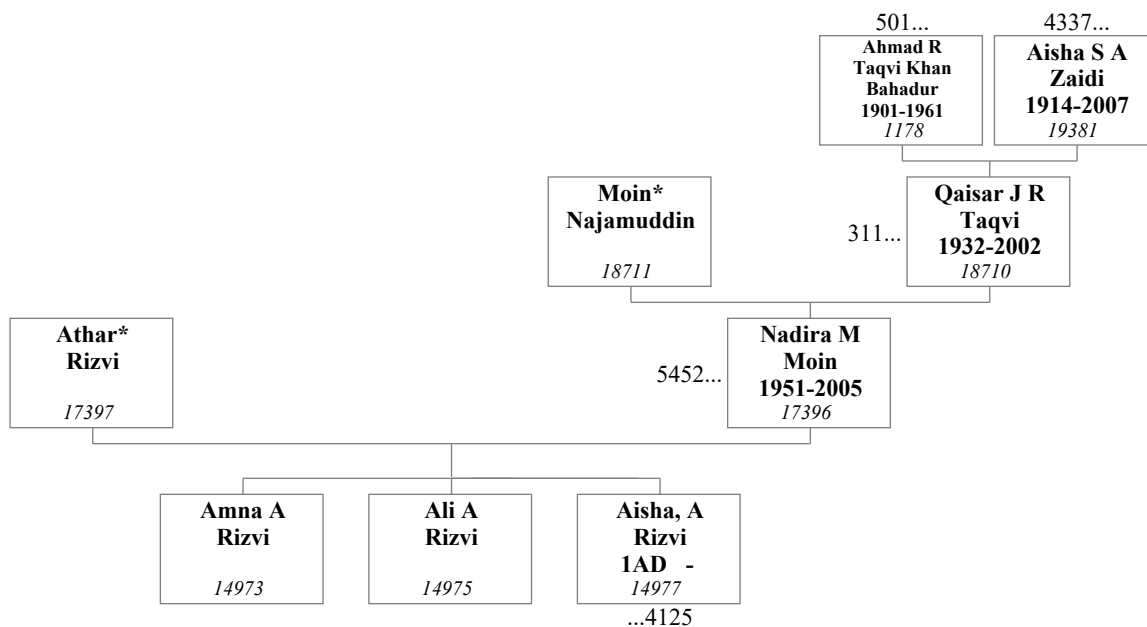 501...
4337...
Ahmad R
Taqvi Khan
Bahadur
1901-1961
1178
Aisha S A
Zaidi
1914-2007
19381
Moin*
Najamuddin
18711
311...
Qaisar J R
Taqvi
1932-2002
18710
Athar*
Rizvi
17397
5452...
Nadira M
Moin
1951-2005
17396
Amna A
Rizvi
14973
Ali A
Rizvi
14975
Aisha, A
Rizvi
1AD -
14977
...4125